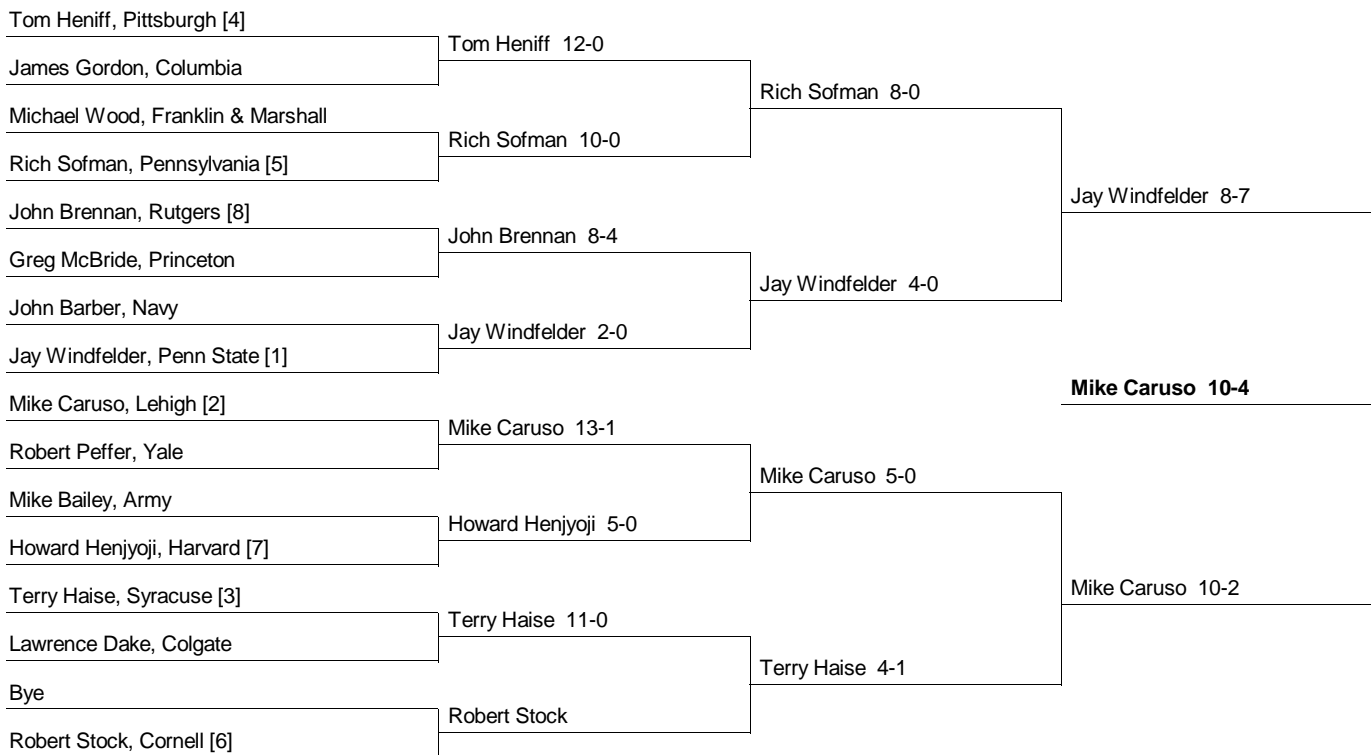 Tom Heniff, Pittsburgh [4]
James Gordon, Columbia
Michael Wood, Franklin & Marshall
Rich Sofman, Pennsylvania [5]
John Brennan, Rutgers [8]
Greg McBride, Princeton
John Barber, Navy
Jay Windfelder, Penn State [1]
Mike Caruso, Lehigh [2]
Robert Peffer, Yale
Mike Bailey, Army
Howard Henjyoji, Harvard [7]
Terry Haise, Syracuse [3]
Lawrence Dake, Colgate
Bye
Robert Stock, Cornell [6]
Tom Heniff 12-0
Rich Sofman 10-0
John Brennan 8-4
Jay Windfelder 2-0
Mike Caruso 13-1
Howard Henjyoji 5-0
Terry Haise 11-0
Robert Stock
Rich Sofman 8-0
Jay Windfelder 4-0
Mike Caruso 5-0
Terry Haise 4-1
Jay Windfelder 8-7
Mike Caruso 10-4
Mike Caruso 10-2